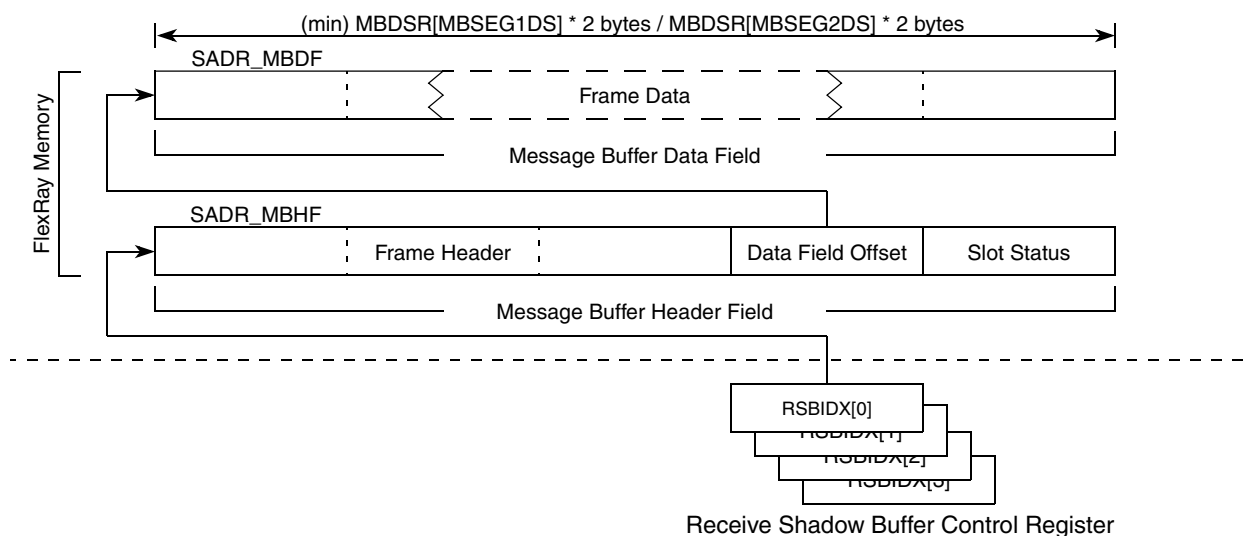 (min) MBDSR[MBSEG1DS] * 2 bytes / MBDSR[MBSEG2DS] * 2 bytes
SADR_MBDF
Frame Data
Message Buffer Data Field
FlexRay Memory
SADR_MBHF
Frame Header
Data Field Offset
Slot Status
Message Buffer Header Field
RSBIDX[0]
RSBIDX[1]
RSBIDX[2]
RSBIDX[3]
Receive Shadow Buffer Control Register